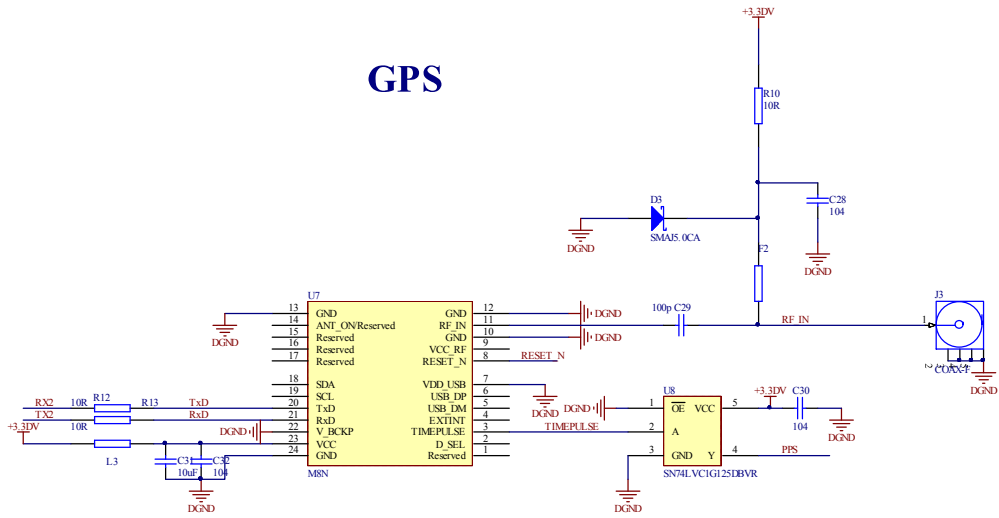 +3.3DV
GPS
R10
10R
D3
SMAJ5.0CA
C28
104
DGND
DGND
F2
U7
100p C29
J3
13 GND GND 12 DGND
14 ANT_ON/Reserved RF_IN 11 RF_IN 1
15 Reserved GND 10 DGND
16 Reserved VCC_RF 9
17 Reserved RESET_N 8 RESET_N
DGND
COAX-F
DGND
18 SDA VDD_USB 7
19 SCL USB_DP 6
RX2 10R R12 R13 TxD 20 TxD USB_DM 5
TX2 10R RxD 21 RxD EXTINT 4
+3.3DV DGND 22 V_BCKP TIMEPULSE 3 TIMEPULSE
23 VCC D_SEL 2
24 GND Reserved 1
M8N
DGND
U8
DGND 1 OE VCC 5 +3.3DV C30
104
DGND
2 A
3 GND Y 4 PPS
SN74LVC1G125DBVR
DGND
L3
C31 C32
10uF 104
DGND